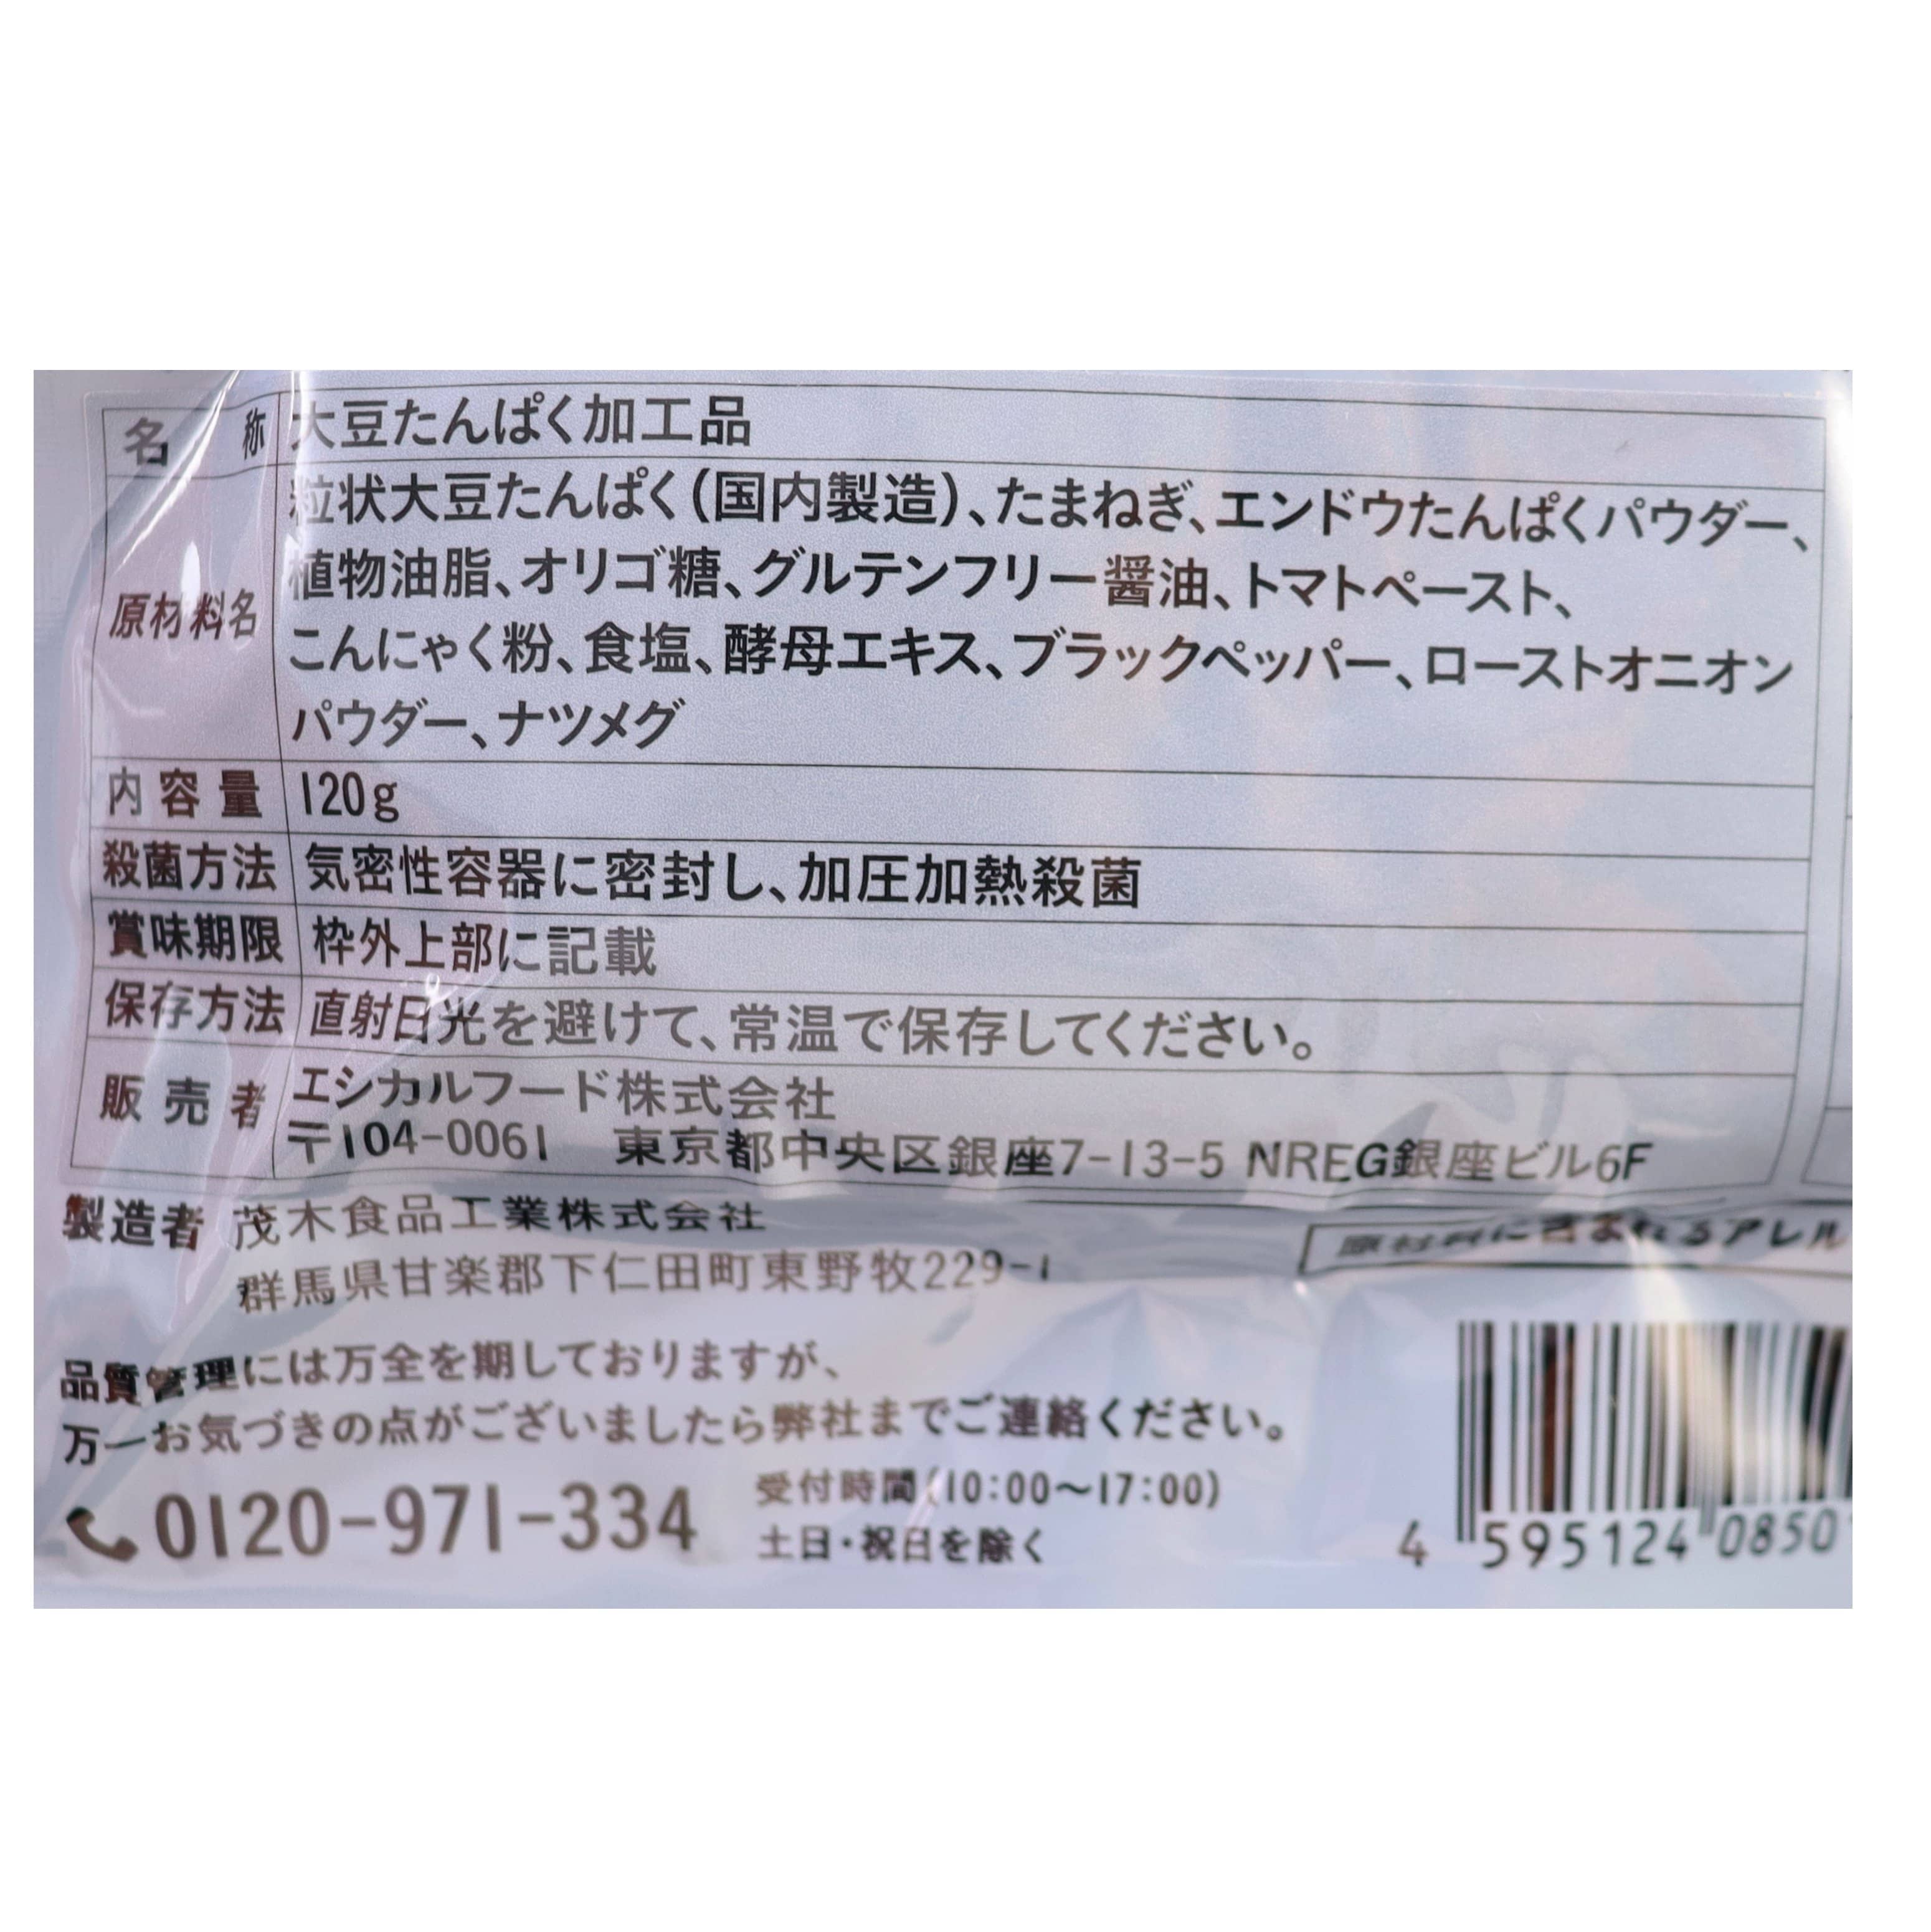 名 称 大豆たんぱく加工品
原材料名 粒状大豆たんぱく(国内製造)、たまねぎ、エンドウたんぱくパウダー、
植物油脂、オリゴ糖、グルテンフリー醤油、トマトペースト、
こんにゃく粉、食塩、酵母エキス、ブラックペッパー、ローストオニオン
パウダー、ナツメグ
内容量 120g
殺菌方法 気密性容器に密封し、加圧加熱殺菌
賞味期限 枠外上部に記載
保存方法 直射日光を避けて、常温で保存してください。
販売者 エシカルフード株式会社
〒104-0061 東京都中央区銀座7-13-5 NREG銀座ビル6F
製造者 茂木食品工業株式会社
群馬県甘楽郡下仁田町東野牧229-1
原材料に含まれるアレル
品質管理には万全を期しておりますが、
万一お気づきの点がございましたら弊社までご連絡ください。
0120-971-334
受付時間(10:00〜17:00)
土日・祝日を除く
4 595124 0850